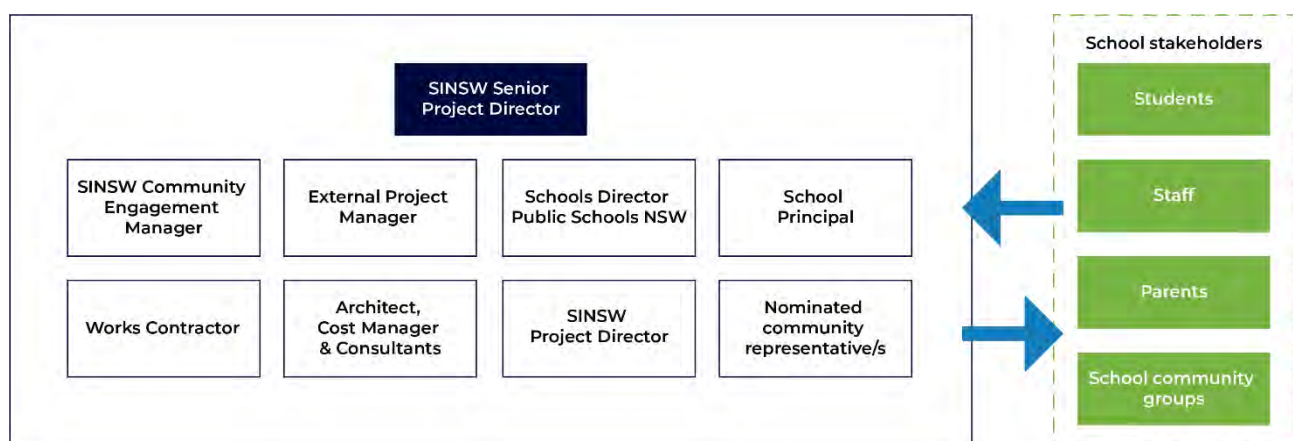 SINSW Senior
Project Director
SINSW Community
Engagement
Manager
External Project
Manager
Schools Director
Public Schools NSW
School
Principal
Works Contractor
Architect,
Cost Manager
& Consultants
SINSW
Project Director
Nominated
community
representative/s
School stakeholders
Students
Staff
Parents
School community
groups